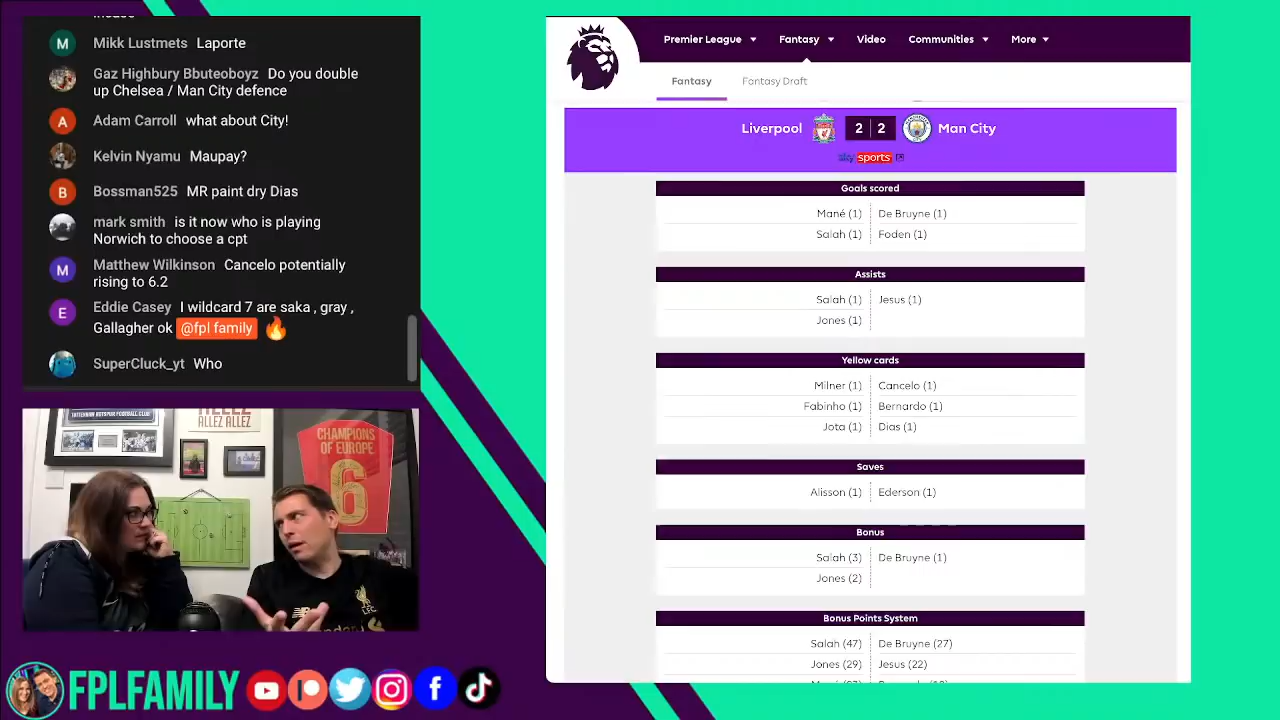 Mikk Lustmets Laporte
Gaz Highbury Bbuteoboyz Do you double
up Chelsea / Man City defence
Adam Carroll what about City!
Kelvin Nyamu Maupay?
Bossman525 MR paint dry Dias
mark smith is it now who is playing
Norwich to choose a cpt
Matthew Wilkinson Cancelo potentially
rising to 6.2
Eddie Casey I wildcard 7 are saka , gray ,
Gallagher ok @fpl family
SuperCluck_yt Who
M
A
B
M
E
TOTTENHAM HOTSPUR FOOTBALL CLUB
ALLEZ
ALLEZ ALLEZ
CHAMPIONS
OF EUROPE
6
FPLFAMILY
Premier League Fantasy Video Communities More
Fantasy Fantasy Draft
Liverpool 2 | 2 Man City
sky sports
Goals scored
Mané (1) De Bruyne (1)
Salah (1) Foden (1)
Assists
Salah (1) Jesus (1)
Jones (1)
Yellow cards
Milner (1) Cancelo (1)
Fabinho (1) Bernardo (1)
Jota (1) Dias (1)
Saves
Alisson (1) Ederson (1)
Bonus
Salah (3) De Bruyne (1)
Jones (2)
Bonus Points System
Salah (47) De Bruyne (27)
Jones (29) Jesus (22)